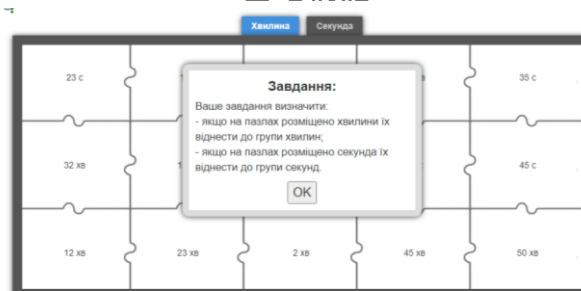 Хвилина Секунда
23 с
35 с
Завдання:
Ваше завдання визначити:
- якщо на пазлах розміщено хвилини їх
віднести до групи хвилин;
- якщо на пазлах розміщено секунда їх
віднести до групи секунд.
OK
32 хв
45 с
12 хв 23 хв 2 хв 45 хв 50 хв